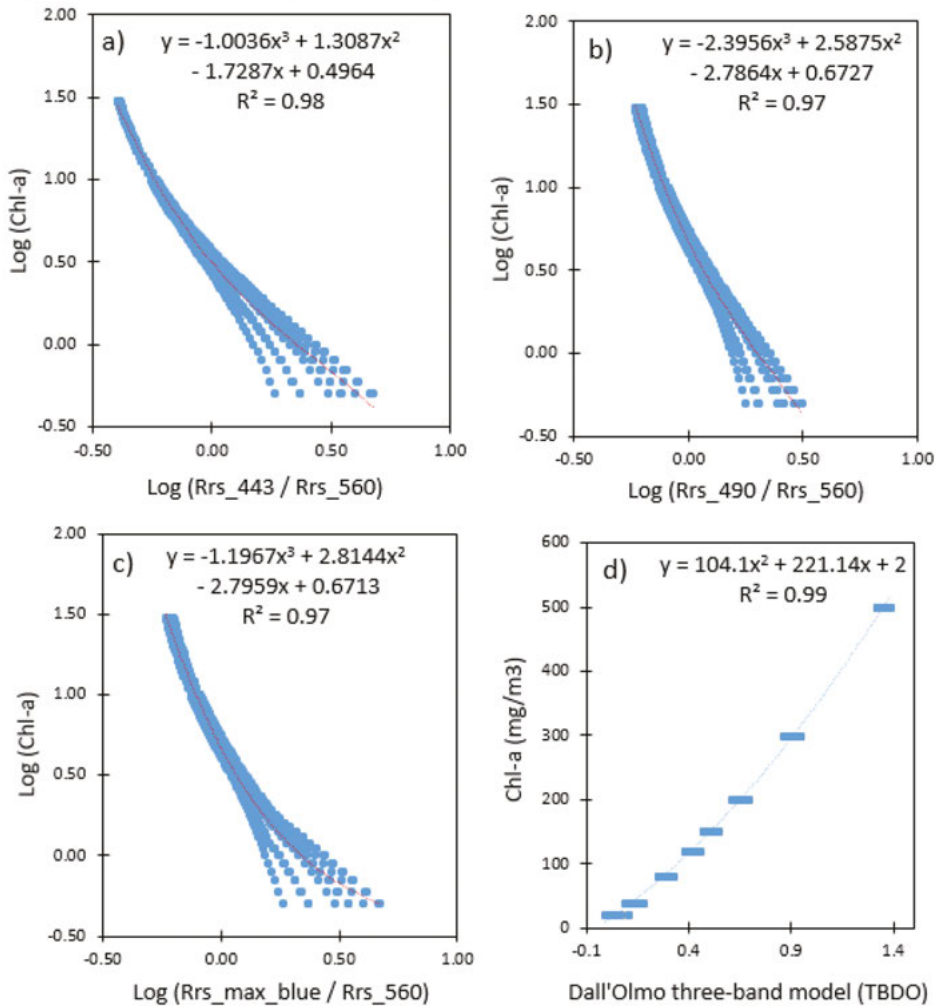 a)
y = -1.0036x³ + 1.3087x²
- 1.7287x + 0.4964
R² = 0.98
2.00
1.50
1.00
0.50
0.00
-0.50
-0.50
0.00
0.50
1.00
Log (Chl-a)
Log (Rrs_443 / Rrs_560)
b)
y = -2.3956x³ + 2.5875x²
- 2.7864x + 0.6727
R² = 0.97
2.00
1.50
1.00
0.50
0.00
-0.50
-0.50
0.00
0.50
1.00
Log (Chl-a)
Log (Rrs_490 / Rrs_560)
c)
y = -1.1967x³ + 2.8144x²
- 2.7959x + 0.6713
R² = 0.97
2.00
1.50
1.00
0.50
0.00
-0.50
-0.50
0.00
0.50
1.00
Log (Chl-a)
Log (Rrs_max_blue / Rrs_560)
d)
y = 104.1x² + 221.14x + 2
R² = 0.99
600
500
400
300
200
100
0
-0.1
0.4
0.9
1.4
Chl-a (mg/m3)
Dall'Olmo three-band model (TBDO)